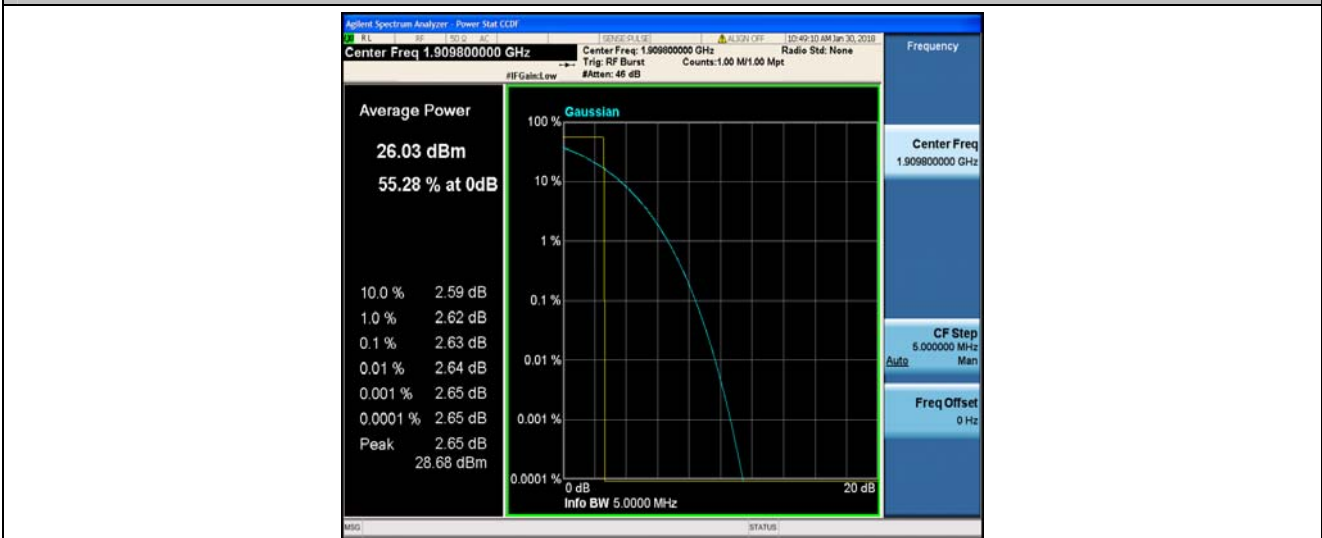 Agilent Spectrum Analyzer - Power Stat CCDF
RL RF 50 Ω AC SENSE:PULSE ALIGN OFF 10:49:10 AM Jan 30, 2018
Center Freq 1.909800000 GHz
Center Freq: 1.909800000 GHz Radio Std: None
Trig: RF Burst Counts:1.00 M/1.00 Mpt
#IFGain:Low #Atten: 46 dB
Frequency
Average Power
26.03 dBm
55.28 % at 0dB
10.0 % 2.59 dB
1.0 % 2.62 dB
0.1 % 2.63 dB
0.01 % 2.64 dB
0.001 % 2.65 dB
0.0001 % 2.65 dB
Peak 2.65 dB
28.68 dBm
Gaussian
100 %
10 %
1 %
0.1 %
0.01 %
0.001 %
0.0001 %
0 dB 20 dB
Info BW 5.0000 MHz
Center Freq
1.909800000 GHz
CF Step
5.000000 MHz
Auto Man
Freq Offset
0 Hz
MSG STATUS